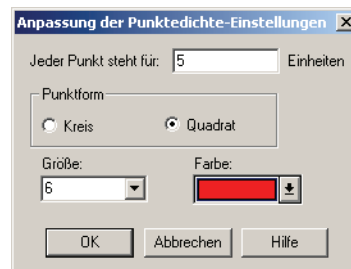 Anpassung der Punktedichte-Einstellungen
Jeder Punkt steht für: 5 Einheiten
Punktform
Kreis Quadrat
Größe: Farbe:
6
OK Abbrechen Hilfe